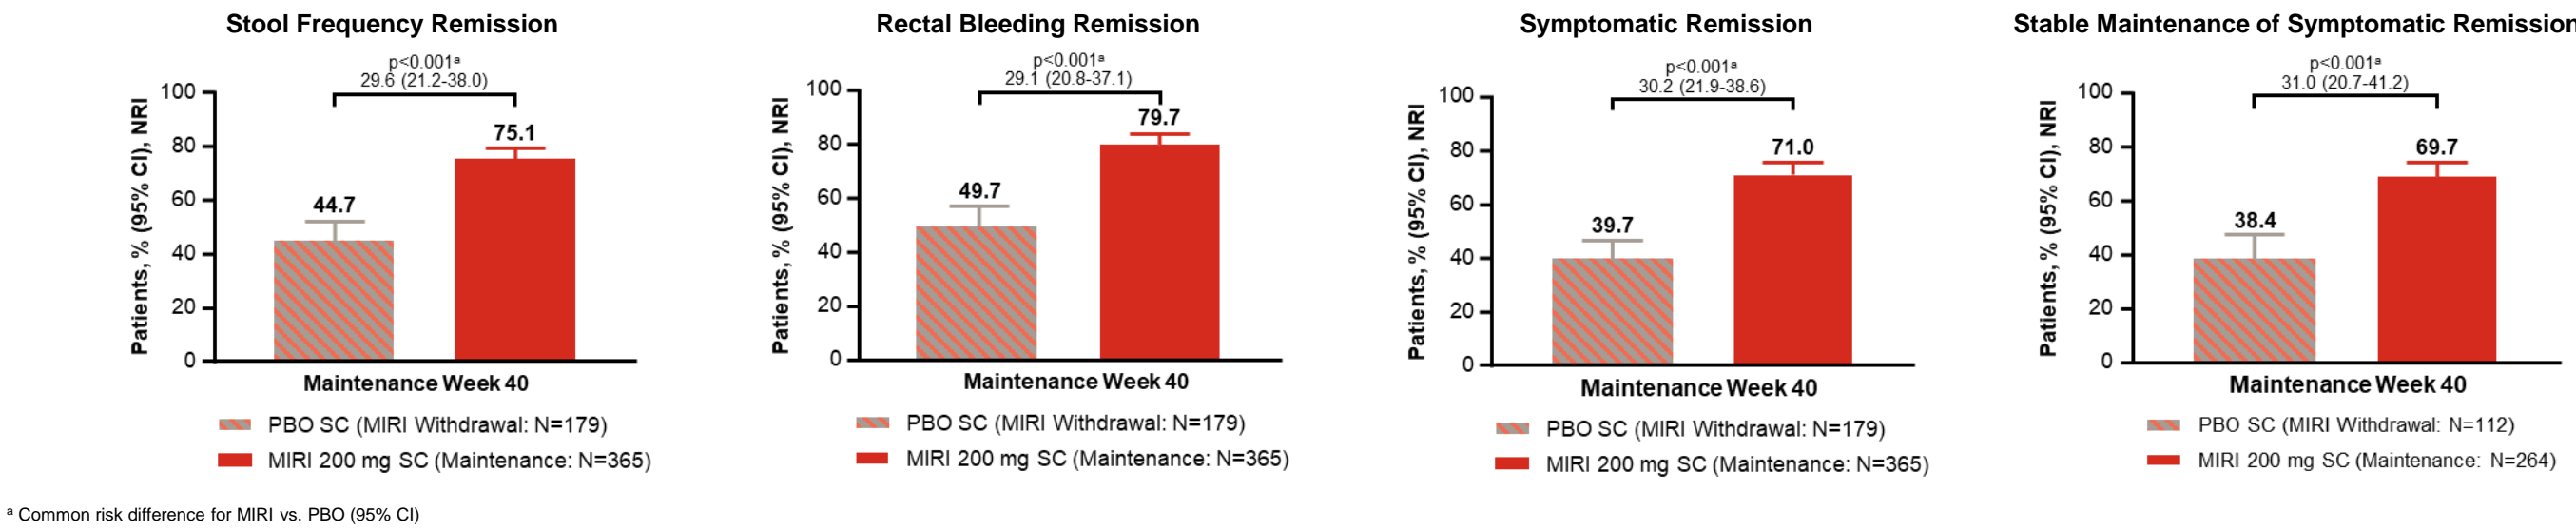 Stool Frequency Remission
p<0.001ᵃ
29.6 (21.2-38.0)
Patients, % (95% CI), NRI
100
80
60
40
20
0
44.7
75.1
Maintenance Week 40
PBO SC (MIRI Withdrawal: N=179)
MIRI 200 mg SC (Maintenance: N=365)
Rectal Bleeding Remission
p<0.001ᵃ
29.1 (20.8-37.1)
Patients, % (95% CI), NRI
100
80
60
40
20
0
49.7
79.7
Maintenance Week 40
PBO SC (MIRI Withdrawal: N=179)
MIRI 200 mg SC (Maintenance: N=365)
Symptomatic Remission
p<0.001ᵃ
30.2 (21.9-38.6)
Patients, % (95% CI), NRI
100
80
60
40
20
0
39.7
71.0
Maintenance Week 40
PBO SC (MIRI Withdrawal: N=179)
MIRI 200 mg SC (Maintenance: N=365)
Stable Maintenance of Symptomatic Remission
p<0.001ᵃ
31.0 (20.7-41.2)
Patients, % (95% CI), NRI
100
80
60
40
20
0
38.4
69.7
Maintenance Week 40
PBO SC (MIRI Withdrawal: N=112)
MIRI 200 mg SC (Maintenance: N=264)
ᵃ Common risk difference for MIRI vs. PBO (95% CI)